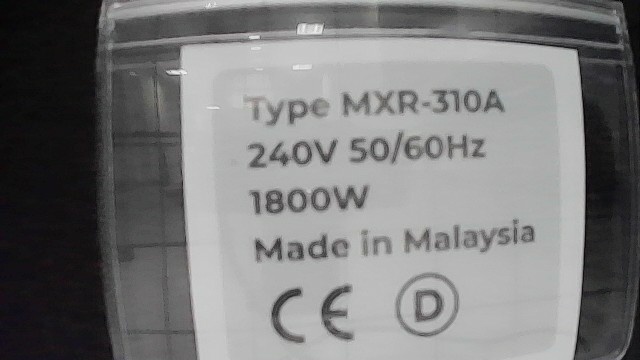 Type MXR-310A
240V 50/60Hz
1800W
Made in Malaysia
CE D